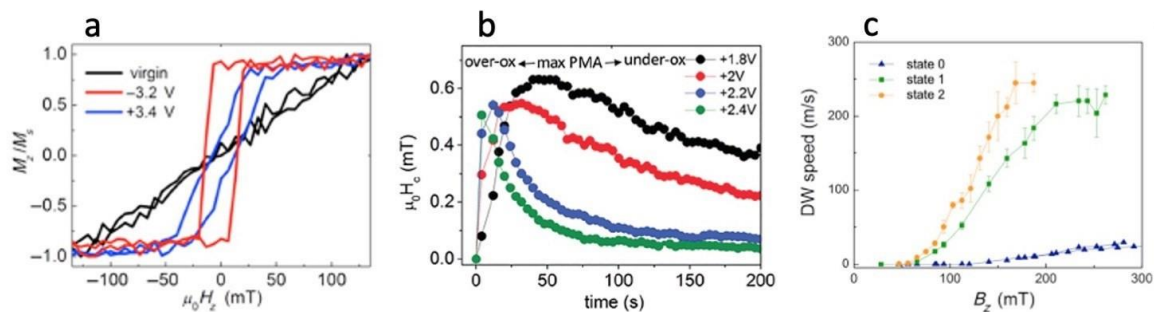 a
1.0
0.5
0.0
−0.5
−1.0
M_z/M_s
virgin
−3.2 V
+3.4 V
−100 −50 0 50 100
μ₀H_z (mT)
b
over-ox ← max PMA → under-ox
+1.8V
+2V
+2.2V
+2.4V
0.6
0.4
0.2
0.0
μ₀H_c (mT)
0 50 100 150 200
time (s)
c
state 0
state 1
state 2
300
200
100
0
DW speed (m/s)
0 100 200 300
B_z (mT)